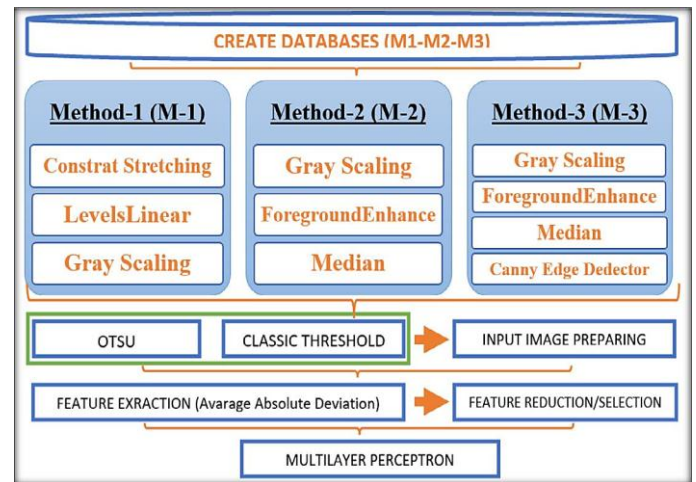 CREATE DATABASES (M1-M2-M3)
Method-1 (M-1)
Constrat Stretching
LevelsLinear
Gray Scaling
Method-2 (M-2)
Gray Scaling
ForegroundEnhance
Median
Method-3 (M-3)
Gray Scaling
ForegroundEnhance
Median
Canny Edge Dedector
OTSU
CLASSIC THRESHOLD
INPUT IMAGE PREPARING
FEATURE EXRACTION (Avarage Absolute Deviation)
FEATURE REDUCTION/SELECTION
MULTILAYER PERCEPTRON